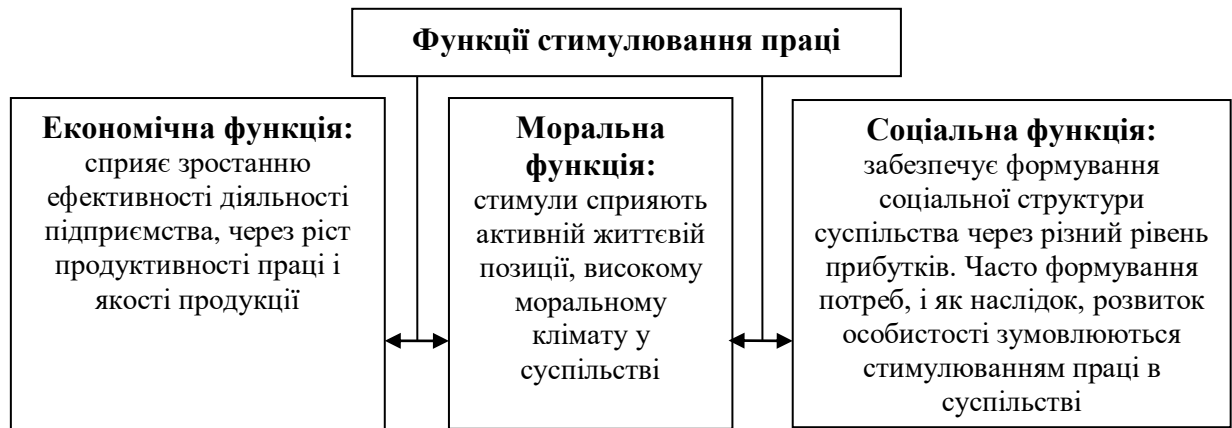 Функції стимулювання праці
Економічна функція:
сприяє зростанню
ефективності діяльності
підприємства, через ріст
продуктивності праці і
якості продукції
Моральна
функція:
стимули сприяють
активній життєвій
позиції, високому
моральному
клімату у
суспільстві
Соціальна функція:
забезпечує формування
соціальної структури
суспільства через різний рівень
прибутків. Часто формування
потреб, і як наслідок, розвиток
особистості зумовлюються
стимулюванням праці в
суспільстві